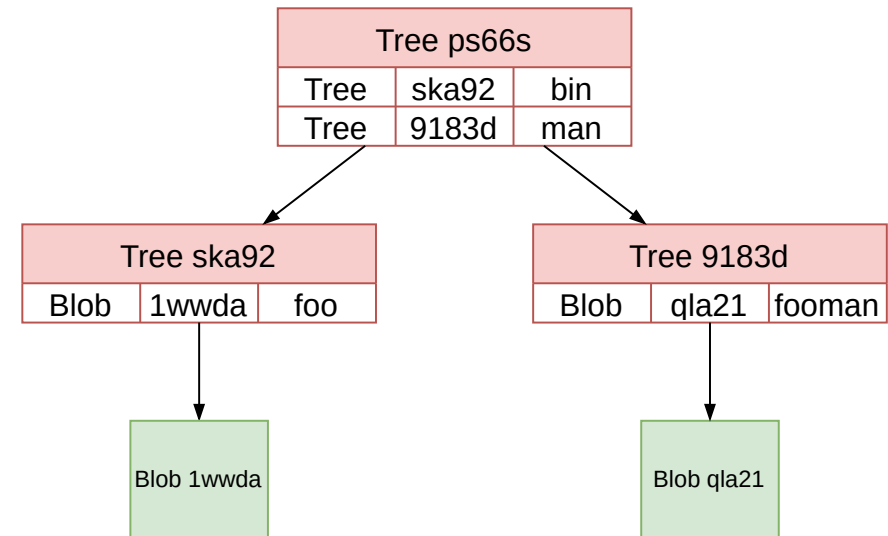 Tree ps66s
Tree ska92 bin
Tree 9183d man
Tree ska92
Blob 1wwda foo
Tree 9183d
Blob qla21 fooman
Blob 1wwda
Blob qla21